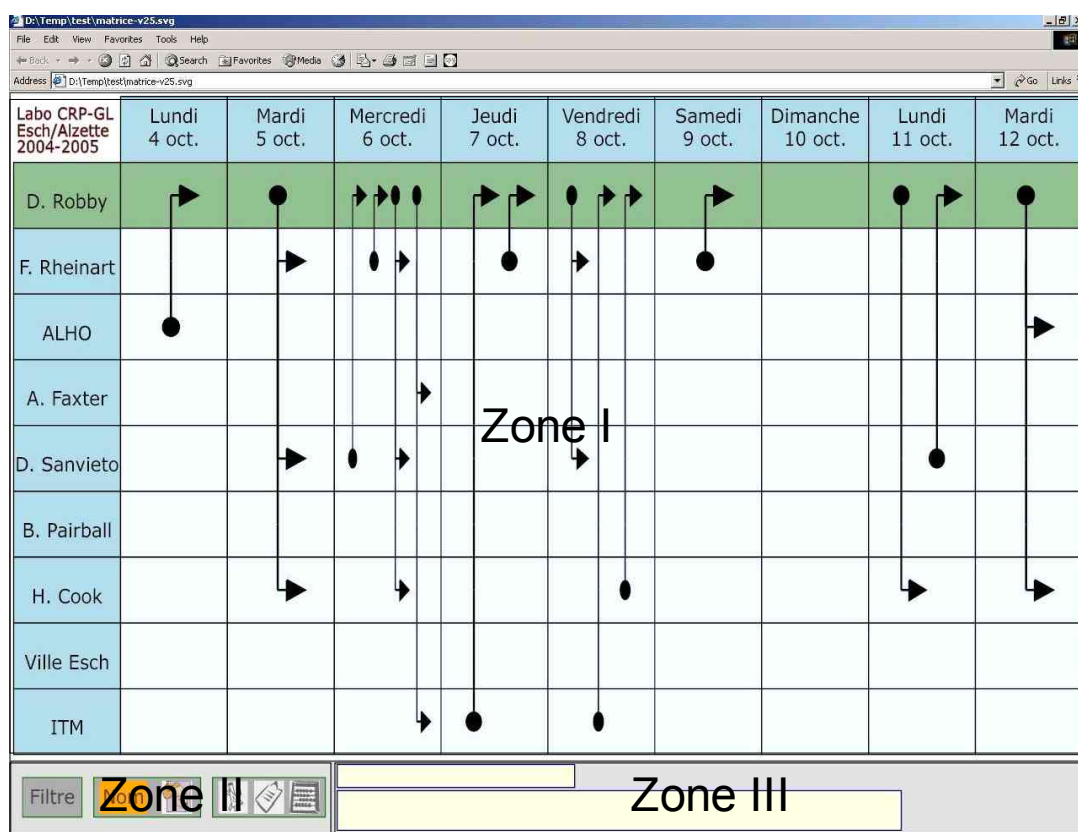 D:\Temp\test\matrice-v25.svg
File Edit View Favorites Tools Help
Back Search Favorites Media
Address D:\Temp\test\matrice-v25.svg Go Links
Labo CRP-GL
Esch/Alzette
2004-2005
Lundi
4 oct.
Mardi
5 oct.
Mercredi
6 oct.
Jeudi
7 oct.
Vendredi
8 oct.
Samedi
9 oct.
Dimanche
10 oct.
Lundi
11 oct.
Mardi
12 oct.
D. Robby
F. Rheinart
ALHO
A. Faxter
Zone I
D. Sanvieto
B. Pairball
H. Cook
Ville Esch
ITM
Filtre Nom Zone II Zone III